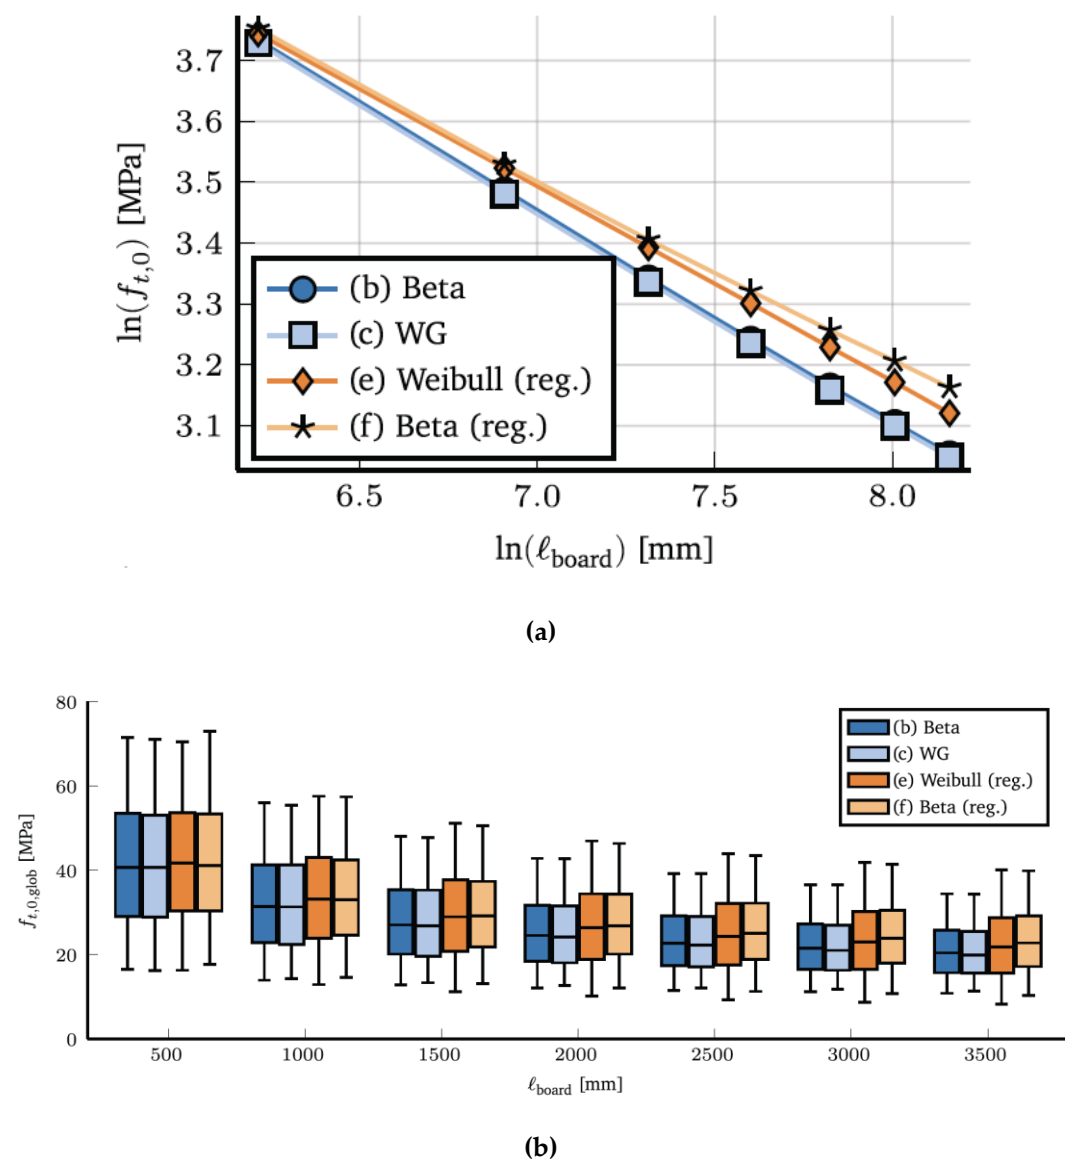 3.7
3.6
3.5
3.4
3.3
3.2
3.1
ln(f_{t,0}) [MPa]
(b) Beta
(c) WG
(e) Weibull (reg.)
(f) Beta (reg.)
6.5 7.0 7.5 8.0
ln(ℓ_board) [mm]
(a)
80
60
40
20
0
f_{t,0,glob} [MPa]
(b) Beta
(c) WG
(e) Weibull (reg.)
(f) Beta (reg.)
500 1000 1500 2000 2500 3000 3500
ℓ_board [mm]
(b)